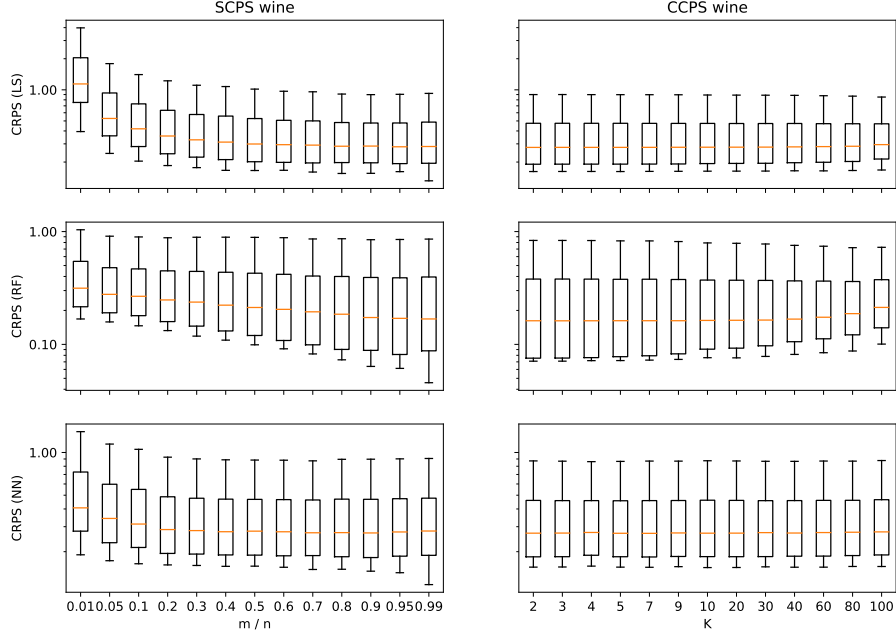 SCPS wine
CCPS wine
CRPS (LS)
1.00
CRPS (RF)
1.00
0.10
CRPS (NN)
1.00
0.01 0.05 0.1 0.2 0.3 0.4 0.5 0.6 0.7 0.8 0.9 0.95 0.99
m / n
2 3 4 5 7 9 10 20 30 40 60 80 100
K